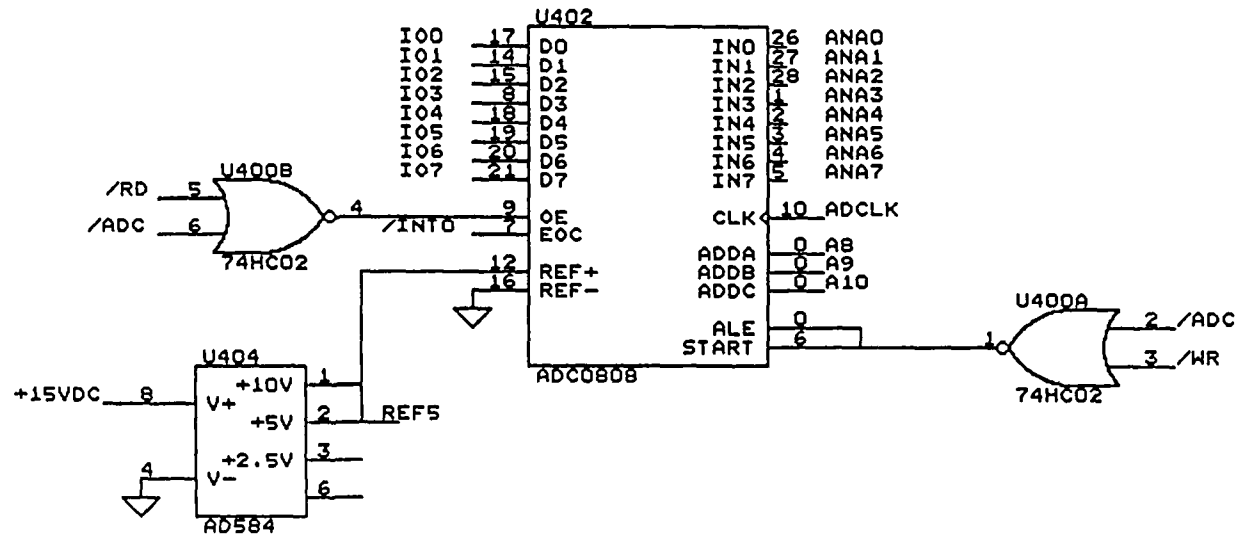 U402
IO0 17 D0 IN0 26 ANA0
IO1 14 D1 IN1 27 ANA1
IO2 15 D2 IN2 28 ANA2
IO3 8 D3 IN3 1 ANA3
IO4 18 D4 IN4 2 ANA4
IO5 19 D5 IN5 3 ANA5
IO6 20 D6 IN6 4 ANA6
IO7 21 D7 IN7 5 ANA7
U400B
/RD 5
/ADC 6
4
74HC02
9 OE
/INT0 7 EOC
12 REF+
16 REF-
CLK 10 ADCLK
ADDA 0 A8
ADDB 0 A9
ADDC 0 A10
ALE 0
START 6
ADC0808
U400A
1
2 /ADC
3 /WR
74HC02
U404
+15VDC 8 V+
4 V-
+10V 1
+5V 2 REF5
+2.5V 3
6
AD584